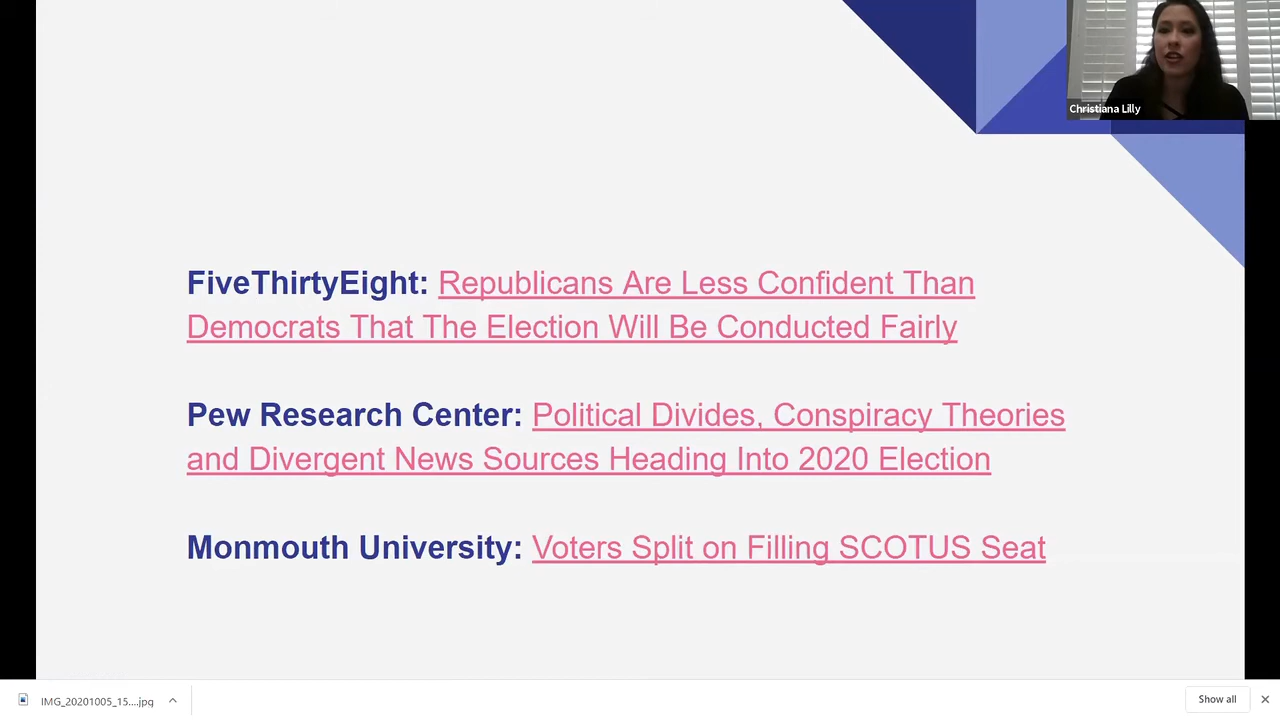 Christiana Lilly
FiveThirtyEight: Republicans Are Less Confident Than
Democrats That The Election Will Be Conducted Fairly
Pew Research Center: Political Divides, Conspiracy Theories
and Divergent News Sources Heading Into 2020 Election
Monmouth University: Voters Split on Filling SCOTUS Seat
IMG_20201005_15....jpg
Show all